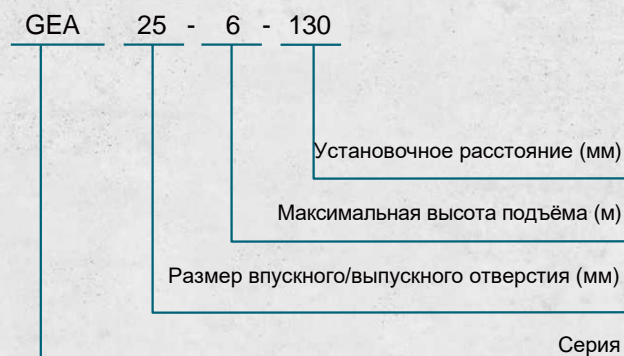 GEA 25 - 6 - 130
Установочное расстояние (мм)
Максимальная высота подъёма (м)
Размер впускного/выпускного отверстия (мм)
Серия